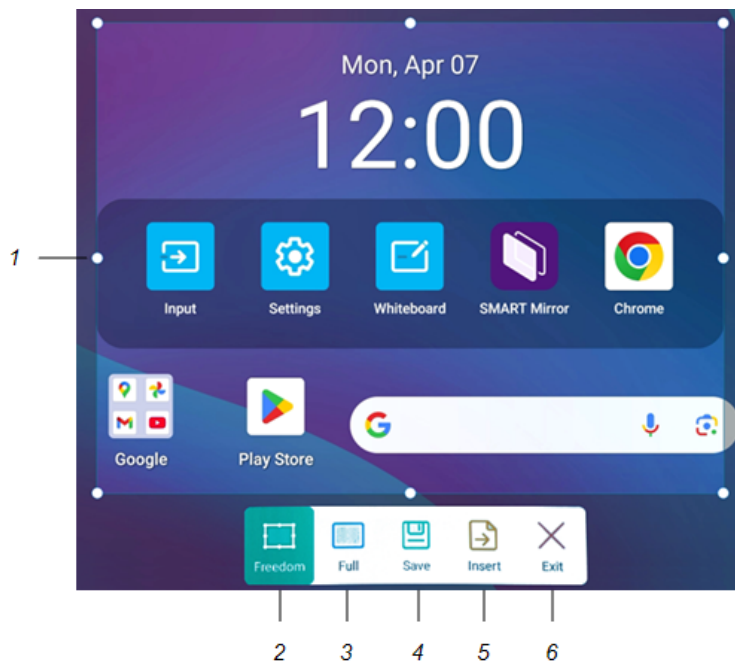 Mon, Apr 07
12:00
1
Input Settings Whiteboard SMART Mirror Chrome
G
Google Play Store
Freedom Full Save Insert Exit
2 3 4 5 6